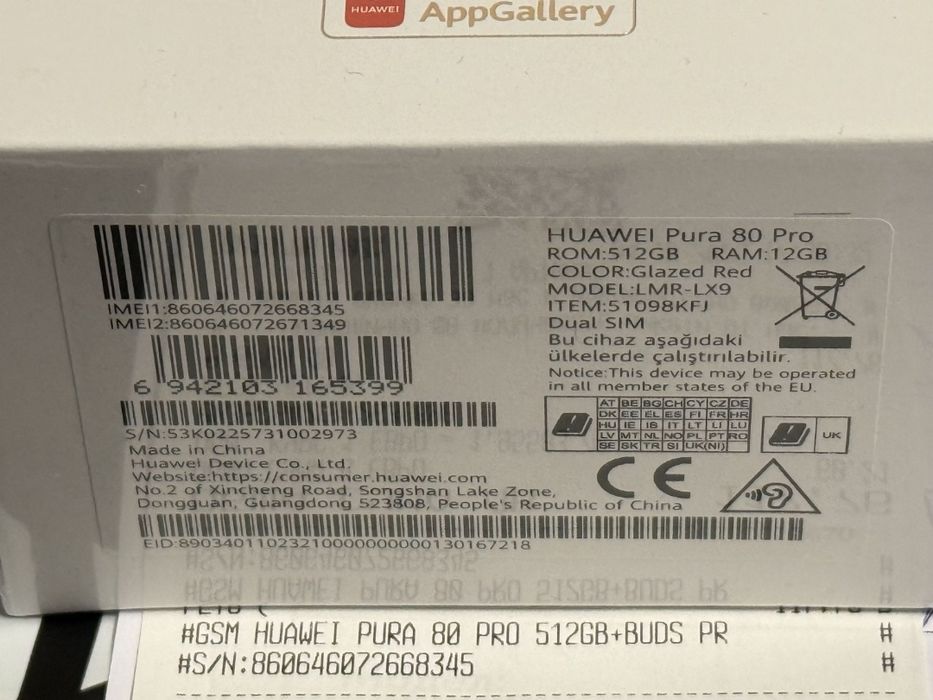 HUAWEI AppGallery
IMEI1:860646072668345
IMEI2:860646072671349
6 942103 165399
S/N:53K0225731002973
Made in China
Huawei Device Co., Ltd.
Website:https://consumer.huawei.com
No.2 of Xincheng Road, Songshan Lake Zone,
Dongguan, Guangdong 523808, People's Republic of China
EID:89034011023210000000000130167218
HUAWEI Pura 80 Pro
ROM:512GB RAM:12GB
COLOR:Glazed Red
MODEL:LMR-LX9
ITEM:51098KFJ
Dual SIM
Bu cihaz aşağıdaki
ülkelerde çalıştırılabilir.
Notice:This device may be operated
in all member states of the EU.
AT BE BG CH CY CZ DE
DK EE EL ES FI FR HR
HU IE IS IT LT LI LU
LV MT NL NO PL PT RO
SE SK TR SI UK(NI)
UK
CE
#GSM HUAWEI PURA 80 PRO 512GB+BUDS PR #
#S/N:860646072668345 #